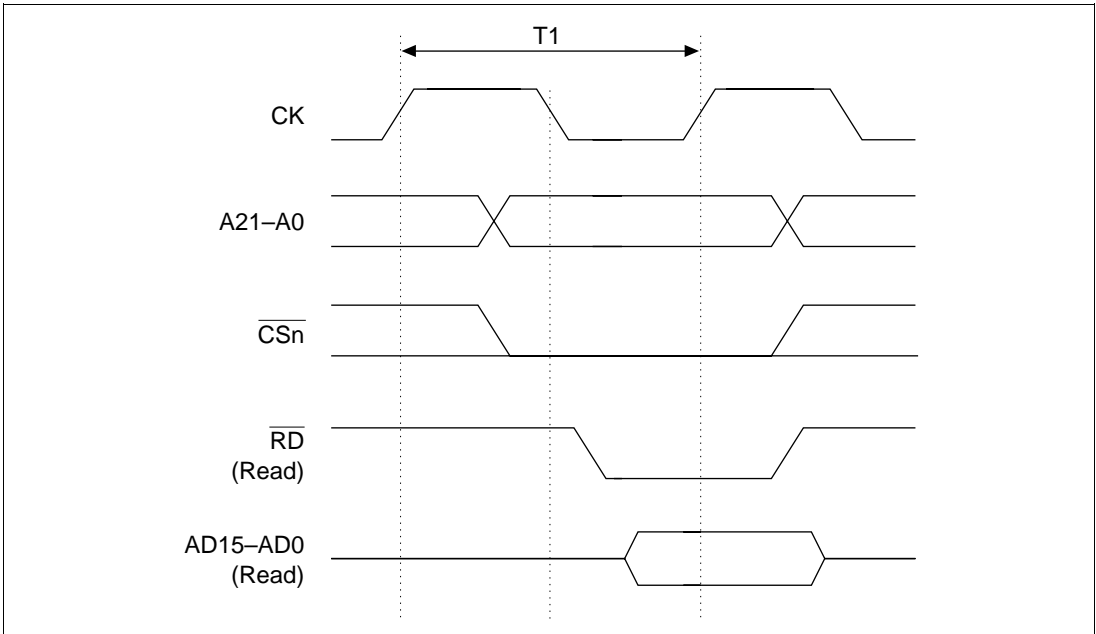 T1
CK
A21–A0
CSn
RD
(Read)
AD15–AD0
(Read)